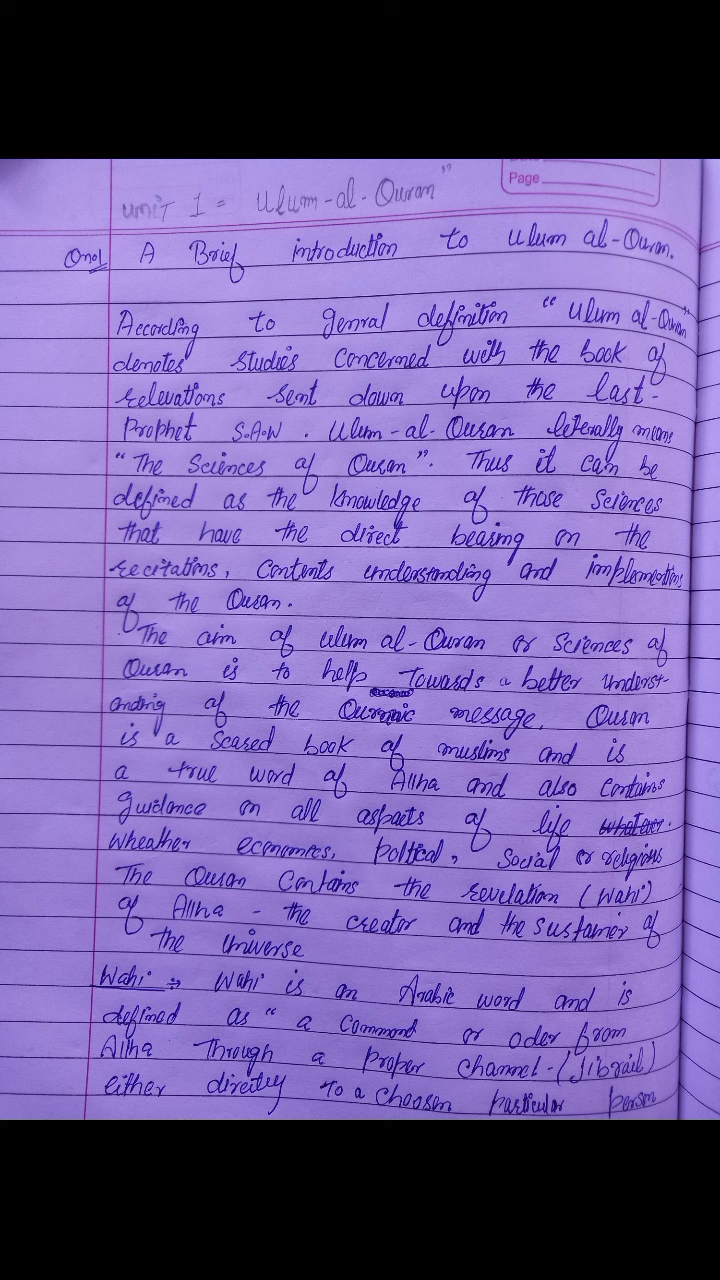 Page
Unit 1 = Ulum-al-Quran"
Qno1 A Brief introduction to Ulum al-Quran.
According to genral definition "Ulum al-Quran"
denotes studies concerned with the book of
relevations sent down upon the last-
Prophet S.A.W. Ulum-al-Quran literally means
"The Sciences of Quran". Thus it can be
defined as the knowledge of those sciences
that have the direct bearing on the
recitations, contents understanding and implemention
of the Quran.
The aim of ulum al-Quran or sciences of
Quran is to help Towards a better underst-
anding of the Quranic message. Quran
is a scared book of muslims and is
a true word of Allha and also contains
guidance on all aspects of life whatever.
wheather economics, poltical, social or religious
The Quran contains the revelation (wahi)
of Allha - the creator and the sustainer of
the universe
Wahi :⇒ Wahi is an Arabic word and is
defined as "a command or oder from
Allha Through a proper channel-(Jibrail)
either directly to a choosen particular person